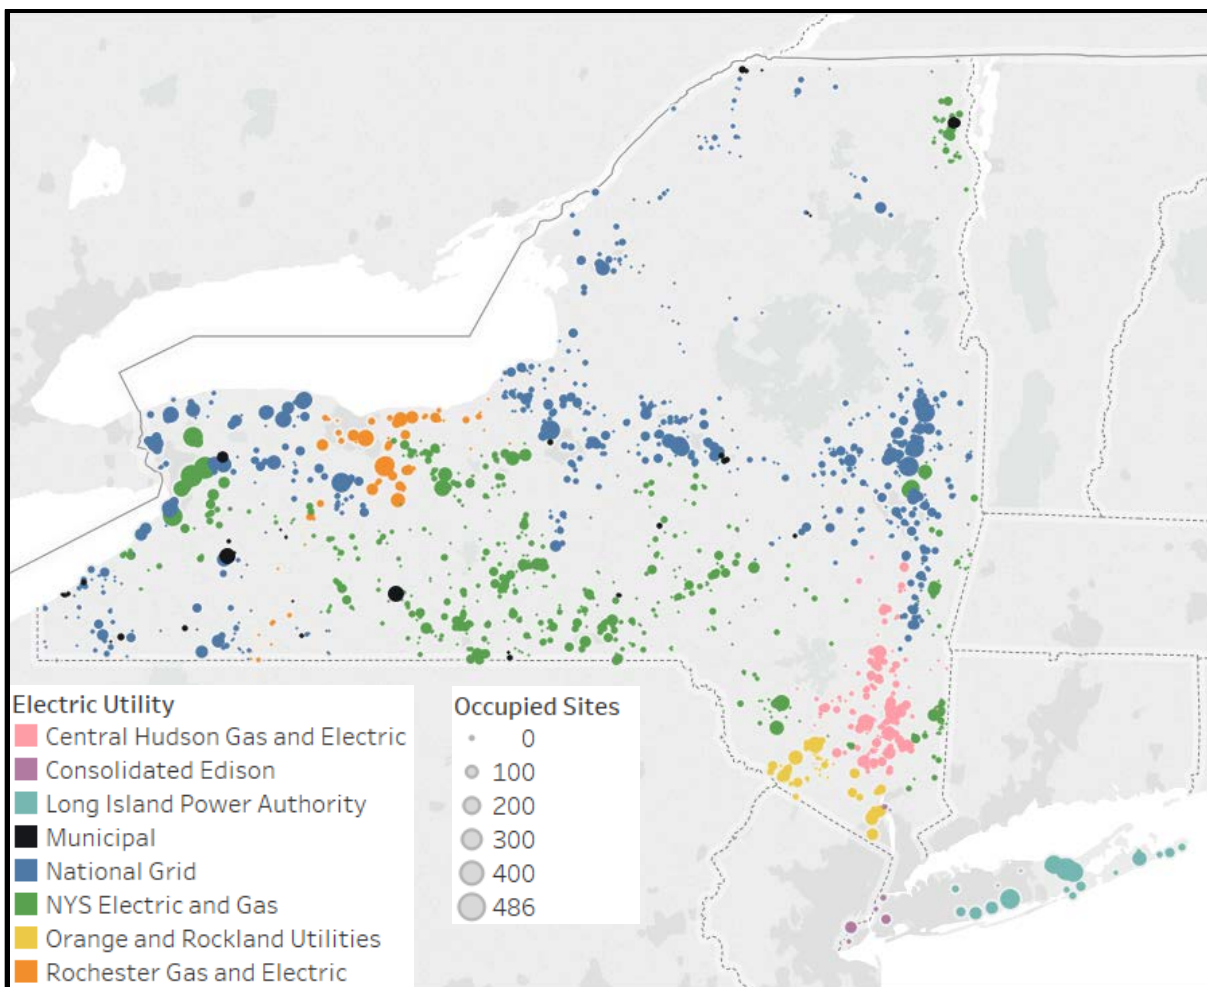 Electric Utility
Central Hudson Gas and Electric
Consolidated Edison
Long Island Power Authority
Municipal
National Grid
NYS Electric and Gas
Orange and Rockland Utilities
Rochester Gas and Electric
Occupied Sites
0
100
200
300
400
486